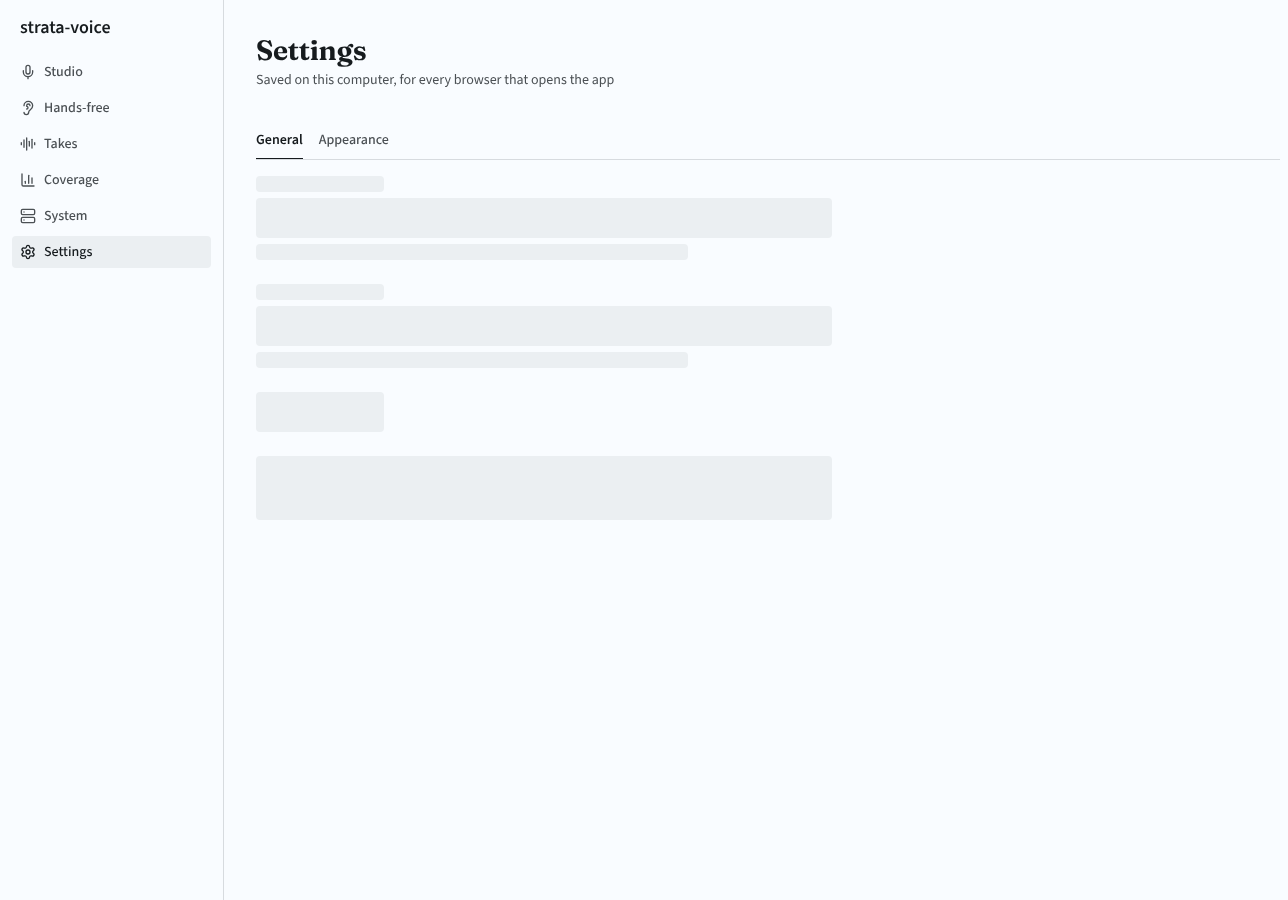 strata-voice
Studio
Hands-free
Takes
Coverage
System
Settings
Settings
Saved on this computer, for every browser that opens the app
General
Appearance